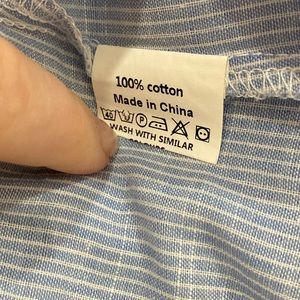 100% cotton
Made in China
WASH WITH SIMILAR